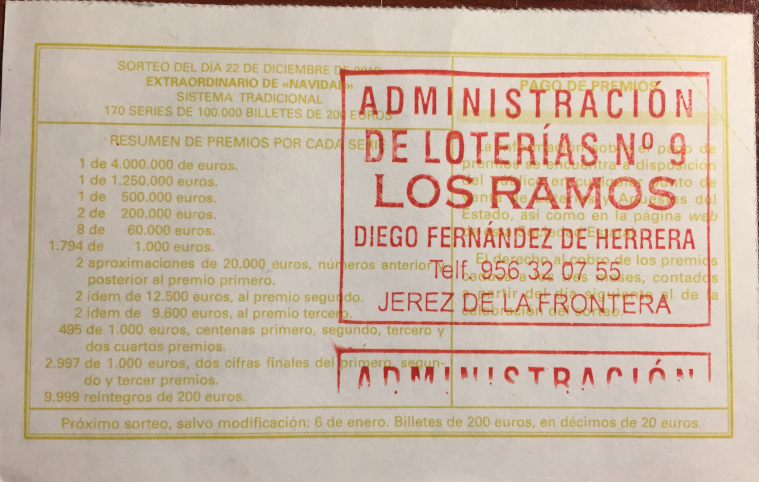 SORTEO DEL DÍA 22 DE DICIEMBRE DE
EXTRAORDINARIO DE «NAVIDAD»
SISTEMA TRADICIONAL
170 SERIES DE 100.000 BILLETES DE 200 EUROS
RESUMEN DE PREMIOS POR CADA SERIE
1 de 4.000.000 de euros.
1 de 1.250.000 euros.
1 de 500.000 euros.
2 de 200.000 euros.
8 de 60.000 euros.
1.794 de 1.000 euros.
2 aproximaciones de 20.000 euros, números anterior y
posterior al premio primero.
2 ídem de 12.500 euros, al premio segundo.
2 ídem de 9.600 euros, al premio tercero.
495 de 1.000 euros, centenas primero, segundo, tercero y
dos cuartos premios.
2.997 de 1.000 euros, dos cifras finales del primero, segun-
do y tercer premios.
9.999 reintegros de 200 euros.
PAGO DE PREMIOS
La información sobre el pago de
premios se encuentra a disposición
del público en cualquier punto de
venta de Loterías y Apuestas del
Estado, así como en la página web
de esta Sociedad Estatal.
El derecho al cobro de los premios
caduca a los tres meses, contados
a partir del día siguiente al de la
celebración del sorteo.
ADMINISTRACIÓN
DE LOTERÍAS Nº 9
LOS RAMOS
DIEGO FERNÁNDEZ DE HERRERA
Telf. 956 32 07 55
JEREZ DE LA FRONTERA
ADMINISTRACIÓN
Próximo sorteo, salvo modificación: 6 de enero. Billetes de 200 euros, en décimos de 20 euros.